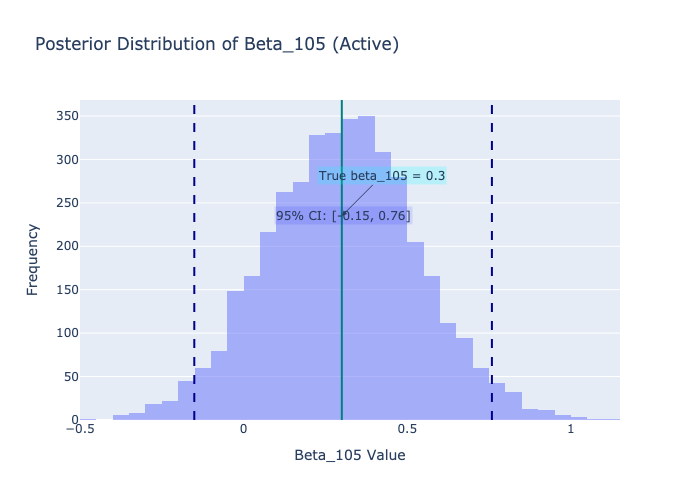 Posterior Distribution of Beta_105 (Active)
350
300
250
200
150
100
50
0
Frequency
True beta_105 = 0.3
95% CI: [-0.15, 0.76]
−0.5
0
0.5
1
Beta_105 Value